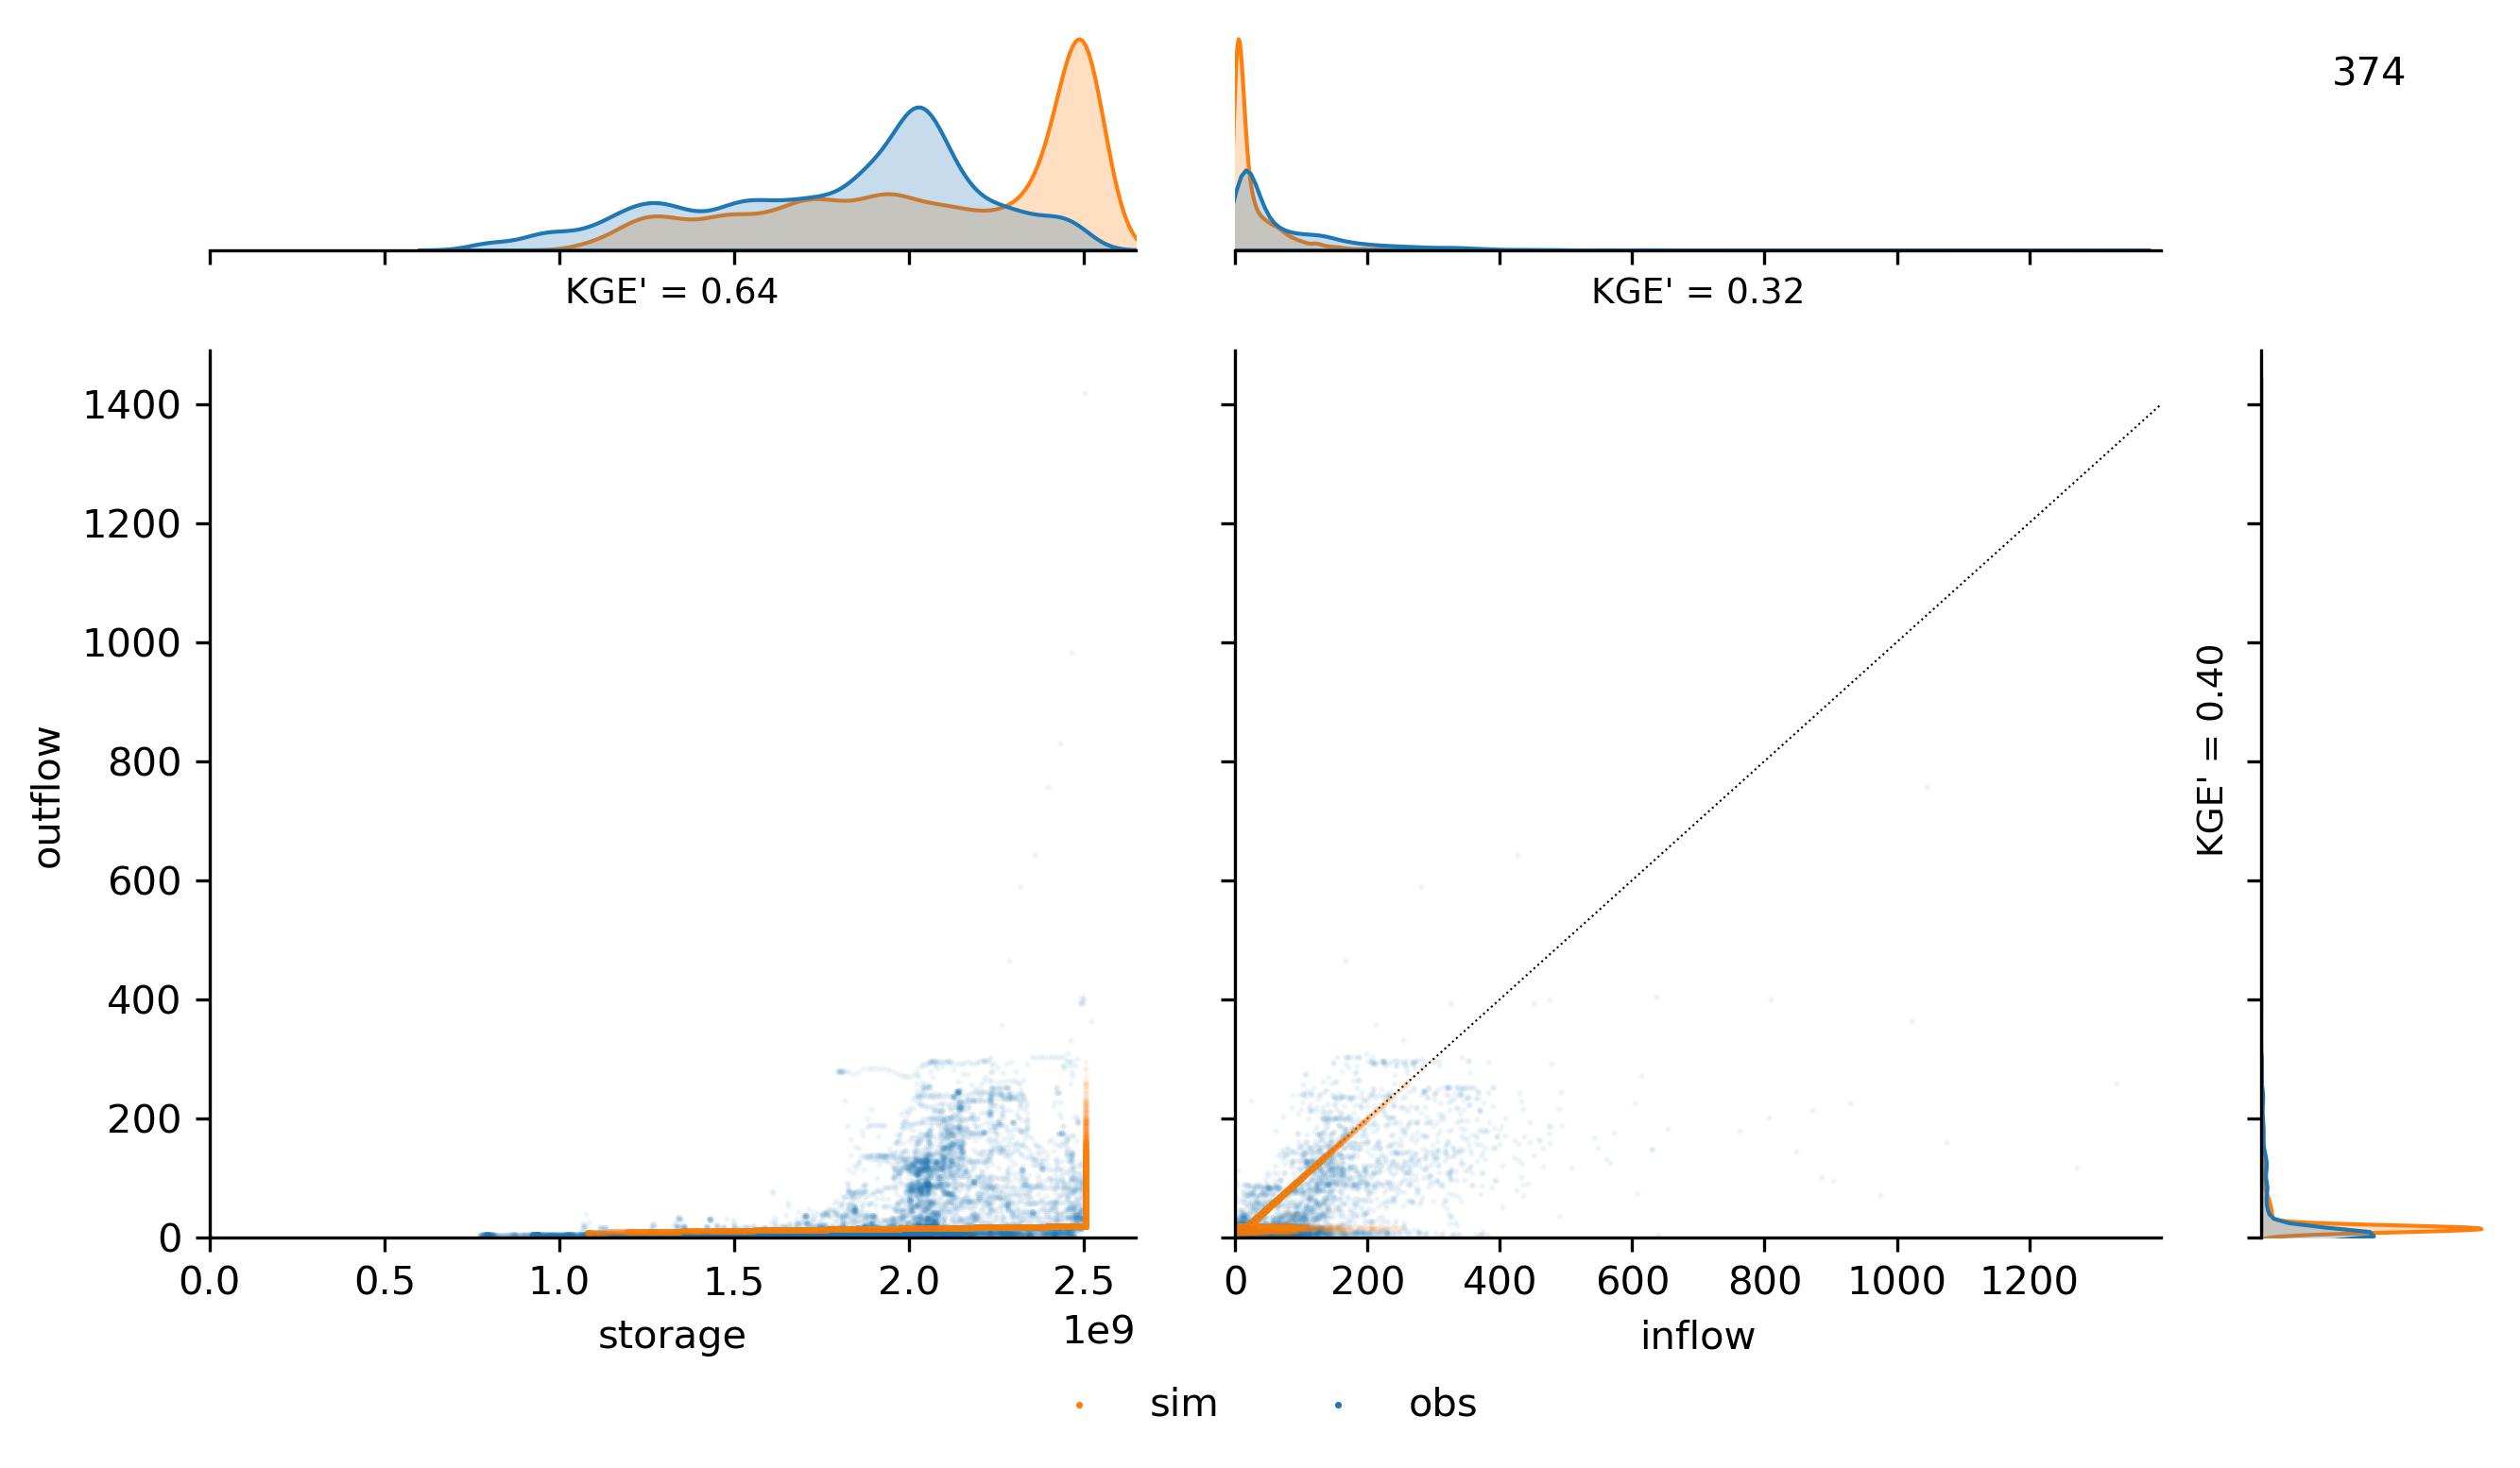 374
KGE' = 0.64
KGE' = 0.32
outflow
1400
1200
1000
800
600
400
200
0
KGE' = 0.40
0.0 0.5 1.0 1.5 2.0 2.5
1e9
storage
0 200 400 600 800 1000 1200
inflow
sim obs